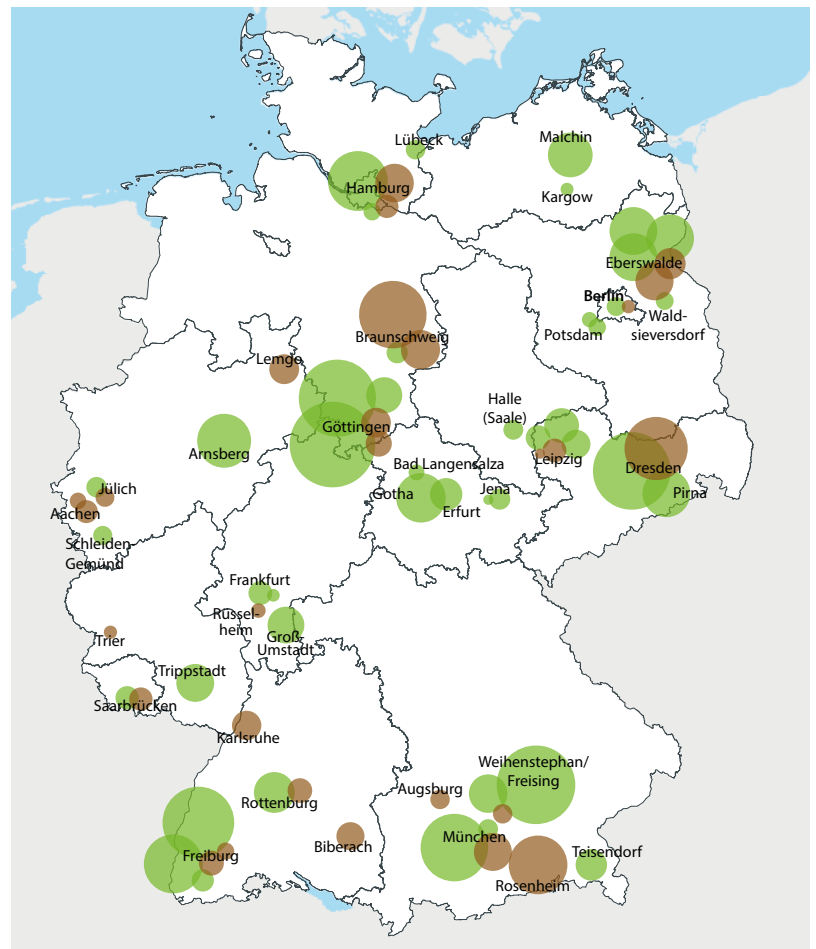 Lübeck
Malchin
Hamburg
Kargow
Eberswalde
Berlin
Wald-
sieversdorf
Potsdam
Braunschweig
Lemgo
Halle
(Saale)
Göttingen
Arnsberg
Leipzig
Dresden
Bad Langensalza
Pirna
Jülich
Gotha
Jena
Aachen
Erfurt
Schleiden-
Gemünd
Frankfurt
Rüssel-
heim
Groß-
Umstadt
Trier
Trippstadt
Saarbrücken
Karlsruhe
Weihenstephan/
Freising
Augsburg
Rottenburg
München
Biberach
Teisendorf
Freiburg
Rosenheim